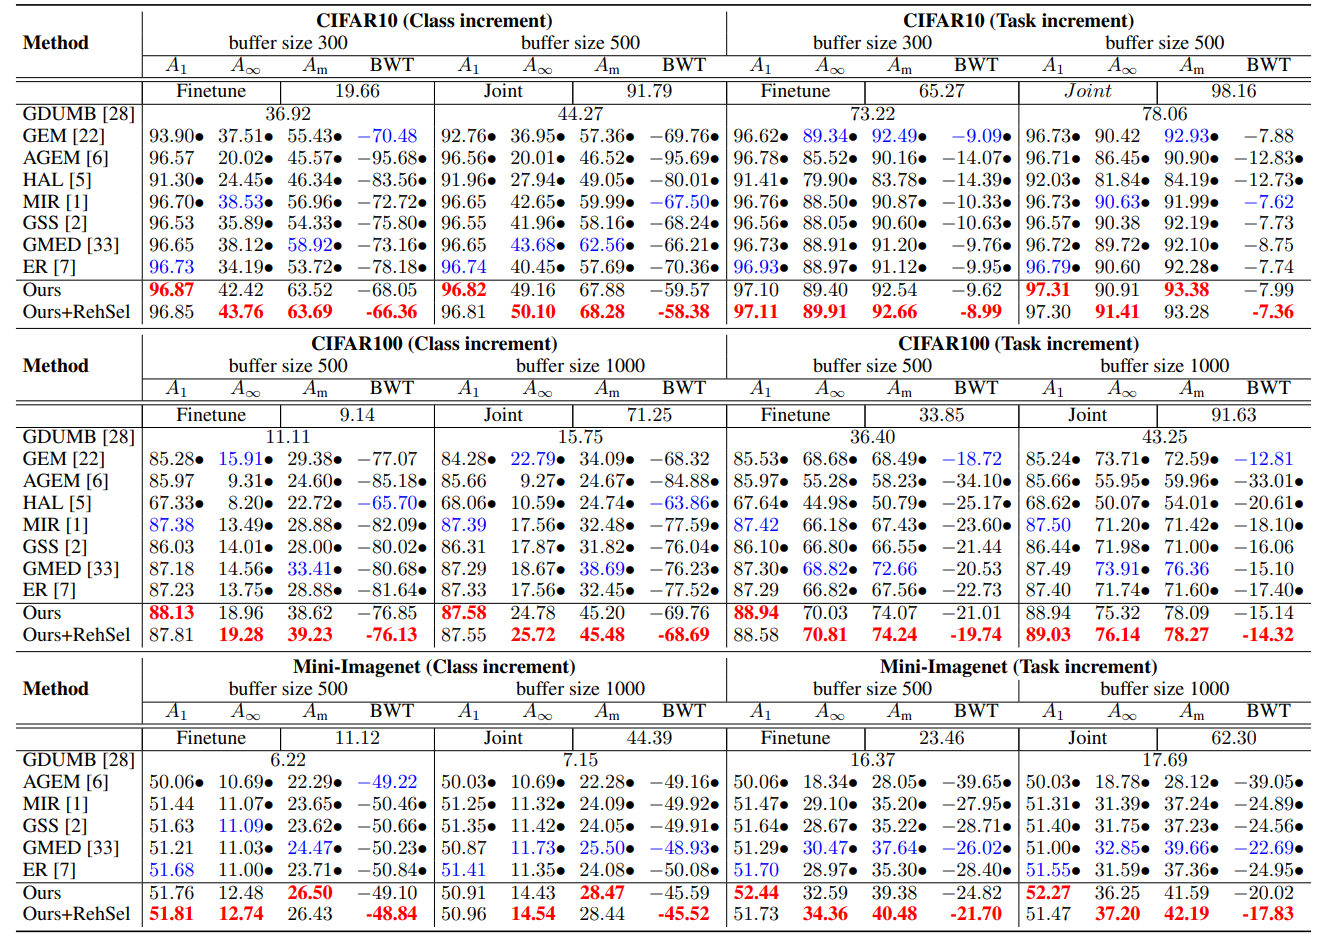 CIFAR10 (Class increment) CIFAR10 (Task increment)
Method buffer size 300 buffer size 500 buffer size 300 buffer size 500
A1 A∞ Am BWT A1 A∞ Am BWT A1 A∞ Am BWT A1 A∞ Am BWT
Finetune 19.66 Joint 91.79 Finetune 65.27 Joint 98.16
GDUMB [28] 36.92 44.27 73.22 78.06
GEM [22] 93.90● 37.51● 55.43● −70.48 92.76● 36.95● 57.36● −69.76● 96.62● 89.34● 92.49● −9.09● 96.73● 90.42 92.93● −7.88
AGEM [6] 96.57 20.02● 45.57● −95.68● 96.56● 20.01● 46.52● −95.69● 96.78● 85.52● 90.16● −14.07● 96.71● 86.45● 90.90● −12.83●
HAL [5] 91.30● 24.45● 46.34● −83.56● 91.96● 27.94● 49.05● −80.01● 91.41● 79.90● 83.78● −14.39● 92.03● 81.84● 84.19● −12.73●
MIR [1] 96.70● 38.53● 56.96● −72.72● 96.65 42.65● 59.99● −67.50● 96.76● 88.50● 90.87● −10.33● 96.73● 90.63● 91.99● −7.62
GSS [2] 96.53 35.89● 54.33● −75.80● 96.55 41.96● 58.16● −68.24● 96.56● 88.05● 90.60● −10.63● 96.57● 90.38 92.19● −7.73
GMED [33] 96.65 38.12● 58.92● −73.16● 96.65 43.68● 62.56● −66.21● 96.73● 88.91● 91.20● −9.76● 96.72● 89.72● 92.10● −8.75
ER [7] 96.73 34.19● 53.72● −78.18● 96.74 40.45● 57.69● −70.36● 96.93● 88.97● 91.12● −9.95● 96.79● 90.60 92.28● −7.74
Ours 96.87 42.42 63.52 −68.05 96.82 49.16 67.88 −59.57 97.10 89.40 92.54 −9.62 97.31 90.91 93.38 −7.99
Ours+RehSel 96.85 43.76 63.69 -66.36 96.81 50.10 68.28 -58.38 97.11 89.91 92.66 -8.99 97.30 91.41 93.28 -7.36
CIFAR100 (Class increment) CIFAR100 (Task increment)
Method buffer size 500 buffer size 1000 buffer size 500 buffer size 1000
A1 A∞ Am BWT A1 A∞ Am BWT A1 A∞ Am BWT A1 A∞ Am BWT
Finetune 9.14 Joint 71.25 Finetune 33.85 Joint 91.63
GDUMB [28] 11.11 15.75 36.40 43.25
GEM [22] 85.28● 15.91● 29.38● −77.07 84.28● 22.79● 34.09● −68.32 85.53● 68.68● 68.49● −18.72 85.24● 73.71● 72.59● −12.81
AGEM [6] 85.97 9.31● 24.60● −85.18● 85.66 9.27● 24.67● −84.88● 85.97● 55.28● 58.23● −34.10● 85.66● 55.95● 59.96● −33.01●
HAL [5] 67.33● 8.20● 22.72● −65.70● 68.06● 10.59● 24.74● −63.86● 67.64● 44.98● 50.79● −25.17● 68.62● 50.07● 54.01● −20.61●
MIR [1] 87.38 13.49● 28.88● −82.09● 87.39 17.56● 32.48● −77.59● 87.42 66.18● 67.43● −23.60● 87.50 71.20● 71.42● −18.10●
GSS [2] 86.03 14.01● 28.00● −80.02● 86.31 17.87● 31.82● −76.04● 86.10● 66.80● 66.55● −21.44 86.44● 71.98● 71.00● −16.06
GMED [33] 87.18 14.56● 33.41● −80.68● 87.29 18.67● 38.69● −76.23● 87.30● 68.82● 72.66 −20.53 87.49 73.91● 76.36 −15.10
ER [7] 87.23 13.75● 28.88● −81.64● 87.33 17.56● 32.45● −77.52● 87.29 66.82● 67.56● −22.73 87.40 71.74● 71.60● −17.40●
Ours 88.13 18.96 38.62 −76.85 87.58 24.78 45.20 −69.76 88.94 70.03 74.07 −21.01 88.94 75.32 78.09 −15.14
Ours+RehSel 87.81 19.28 39.23 -76.13 87.55 25.72 45.48 -68.69 88.58 70.81 74.24 -19.74 89.03 76.14 78.27 -14.32
Mini-Imagenet (Class increment) Mini-Imagenet (Task increment)
Method buffer size 500 buffer size 1000 buffer size 500 buffer size 1000
A1 A∞ Am BWT A1 A∞ Am BWT A1 A∞ Am BWT A1 A∞ Am BWT
Finetune 11.12 Joint 44.39 Finetune 23.46 Joint 62.30
GDUMB [28] 6.22 7.15 16.37 17.69
AGEM [6] 50.06● 10.69● 22.29● −49.22 50.03● 10.69● 22.28● −49.16● 50.06● 18.34● 28.05● −39.65● 50.03● 18.78● 28.12● −39.05●
MIR [1] 51.44 11.07● 23.65● −50.46● 51.25● 11.32● 24.09● −49.92● 51.47● 29.10● 35.20● −27.95● 51.31● 31.39● 37.24● −24.89●
GSS [2] 51.63 11.09● 23.62● −50.66● 51.35● 11.42● 24.05● −49.91● 51.64● 28.67● 35.22● −28.71● 51.40● 31.75● 37.23● −24.56●
GMED [33] 51.21 11.03● 24.47● −50.23● 50.87 11.73● 25.50● −48.93● 51.29● 30.47● 37.64● −26.02● 51.00● 32.85● 39.66● −22.69●
ER [7] 51.68 11.00● 23.71● −50.84● 51.41 11.35● 24.08● −50.08● 51.70 28.97● 35.30● −28.40● 51.55● 31.59● 37.36● −24.95●
Ours 51.76 12.48 26.50 −49.10 50.91 14.43 28.47 −45.59 52.44 32.59 39.38 −24.82 52.27 36.25 41.59 −20.02
Ours+RehSel 51.81 12.74 26.43 -48.84 50.96 14.54 28.44 -45.52 51.73 34.36 40.48 -21.70 51.47 37.20 42.19 -17.83